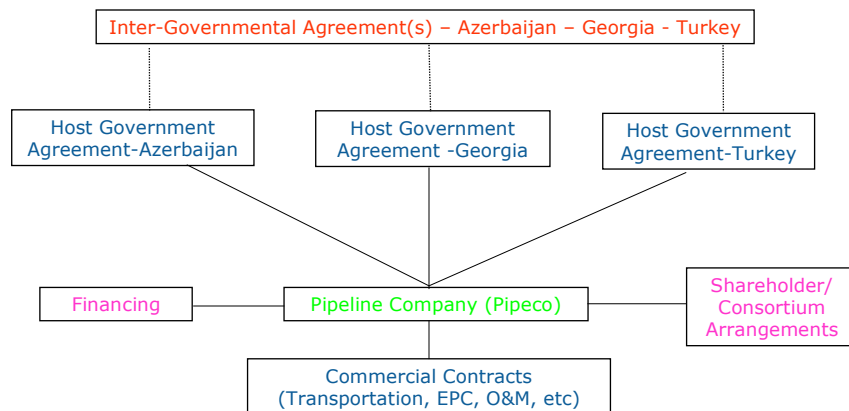 Inter-Governmental Agreement(s) – Azerbaijan – Georgia - Turkey
Host Government
Agreement-Azerbaijan
Host Government
Agreement -Georgia
Host Government
Agreement-Turkey
Financing
Pipeline Company (Pipeco)
Shareholder/
Consortium
Arrangements
Commercial Contracts
(Transportation, EPC, O&M, etc)